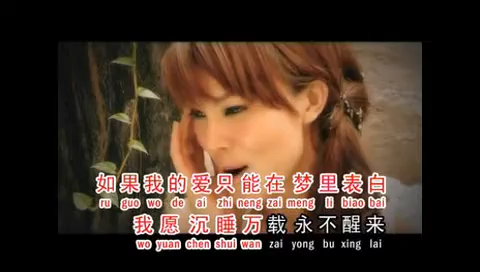 如果我的爱只能在梦里表白
ru guo wo de ai zhi neng zai meng li biao bai
我愿沉睡万载永不醒来
wo yuan chen shui wan zai yong bu xing lai